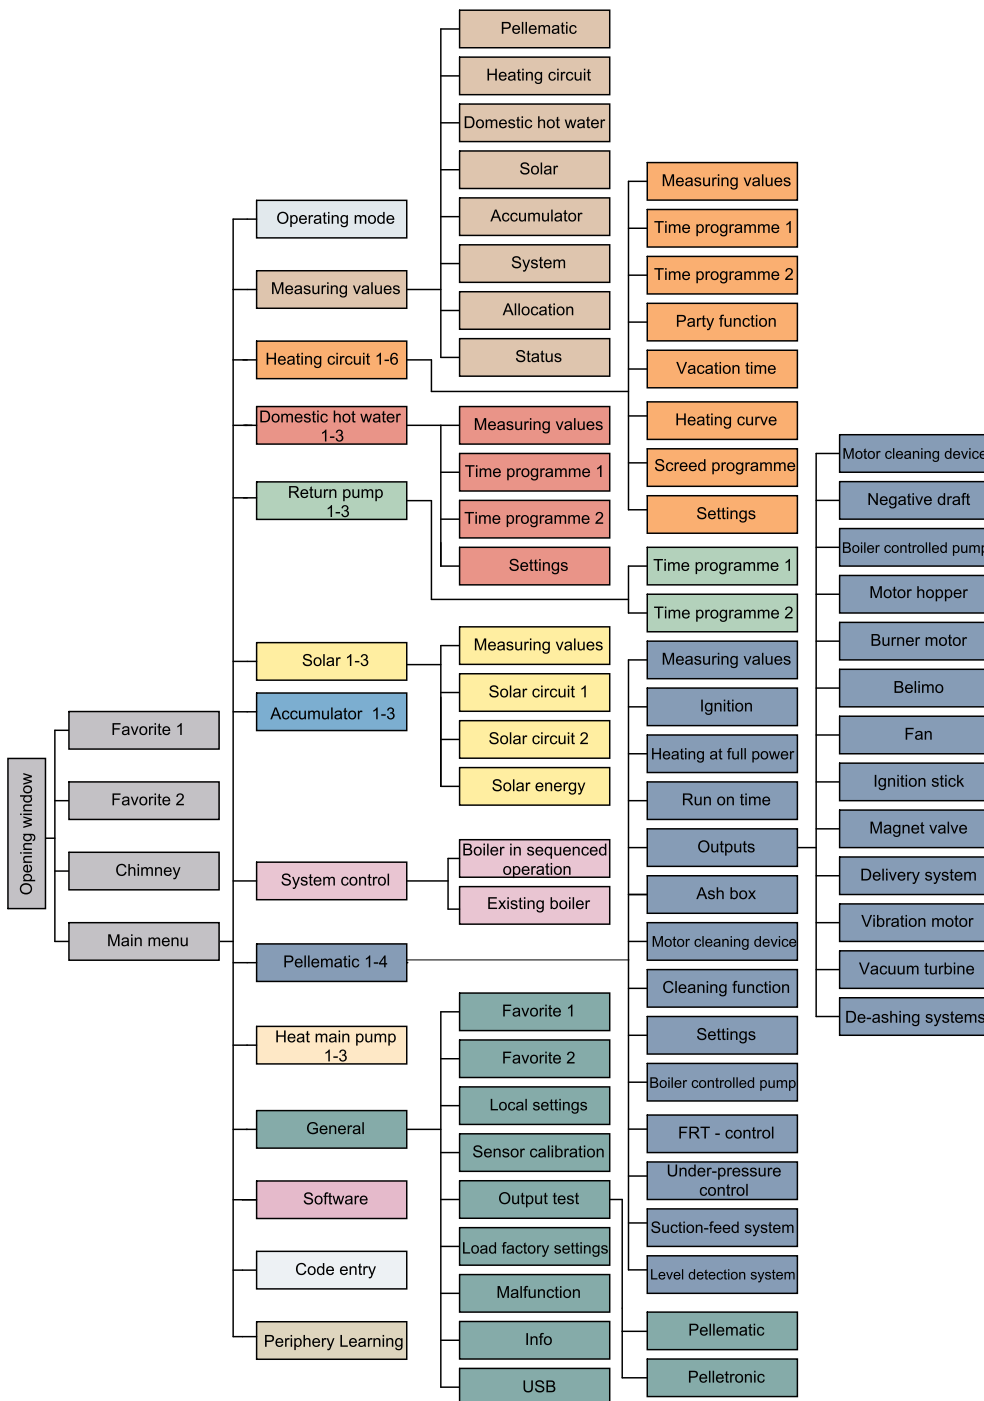 Opening window
Favorite 1
Favorite 2
Chimney
Main menu
Operating mode
Measuring values
Heating circuit 1-6
Domestic hot water
1-3
Return pump
1-3
Solar 1-3
Accumulator 1-3
System control
Pellematic 1-4
Heat main pump
1-3
General
Software
Code entry
Periphery Learning
Pellematic
Heating circuit
Domestic hot water
Solar
Accumulator
System
Allocation
Status
Measuring values
Time programme 1
Time programme 2
Settings
Measuring values
Solar circuit 1
Solar circuit 2
Solar energy
Boiler in sequenced
operation
Existing boiler
Favorite 1
Favorite 2
Local settings
Sensor calibration
Output test
Load factory settings
Malfunction
Info
USB
Measuring values
Time programme 1
Time programme 2
Party function
Vacation time
Heating curve
Screed programme
Settings
Time programme 1
Time programme 2
Measuring values
Ignition
Heating at full power
Run on time
Outputs
Ash box
Motor cleaning device
Cleaning function
Settings
Boiler controlled pump
FRT - control
Under-pressure
control
Suction-feed system
Level detection system
Pellematic
Pelletronic
Motor cleaning device
Negative draft
Boiler controlled pump
Motor hopper
Burner motor
Belimo
Fan
Ignition stick
Magnet valve
Delivery system
Vibration motor
Vacuum turbine
De-ashing systems